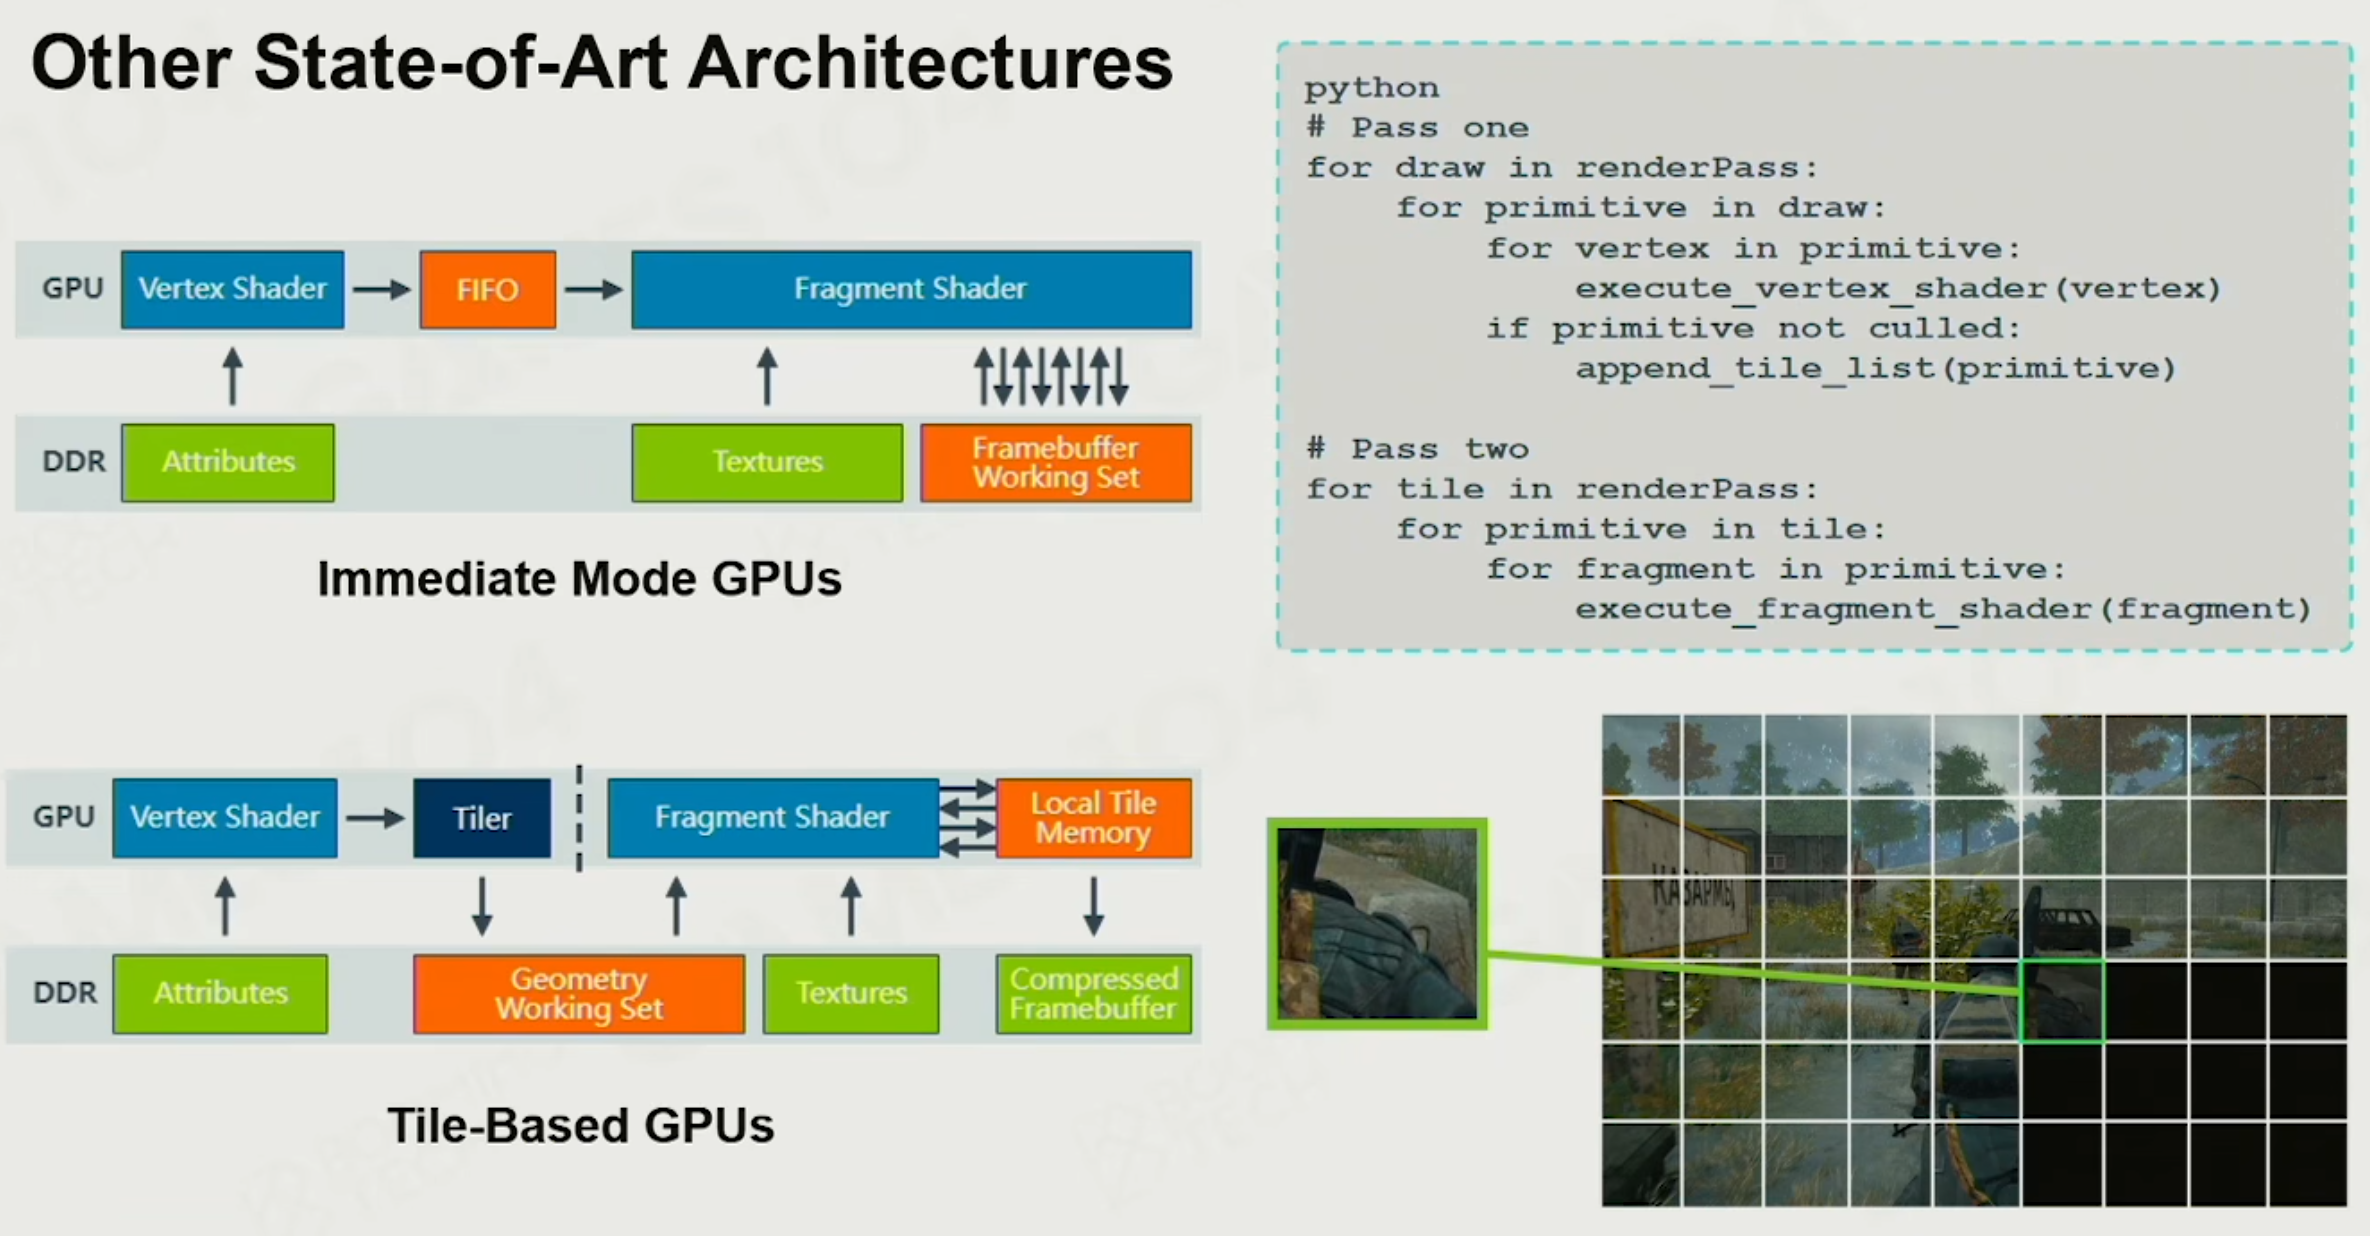 Other State-of-Art Architectures
GPU
Vertex Shader
FIFO
Fragment Shader
DDR
Attributes
Textures
Framebuffer
Working Set
Immediate Mode GPUs
python
# Pass one
for draw in renderPass:
for primitive in draw:
for vertex in primitive:
execute_vertex_shader(vertex)
if primitive not culled:
append_tile_list(primitive)
# Pass two
for tile in renderPass:
for primitive in tile:
for fragment in primitive:
execute_fragment_shader(fragment)
GPU
Vertex Shader
Tiler
Fragment Shader
Local Tile
Memory
DDR
Attributes
Geometry
Working Set
Textures
Compressed
Framebuffer
Tile-Based GPUs
КАЗАРМЫ